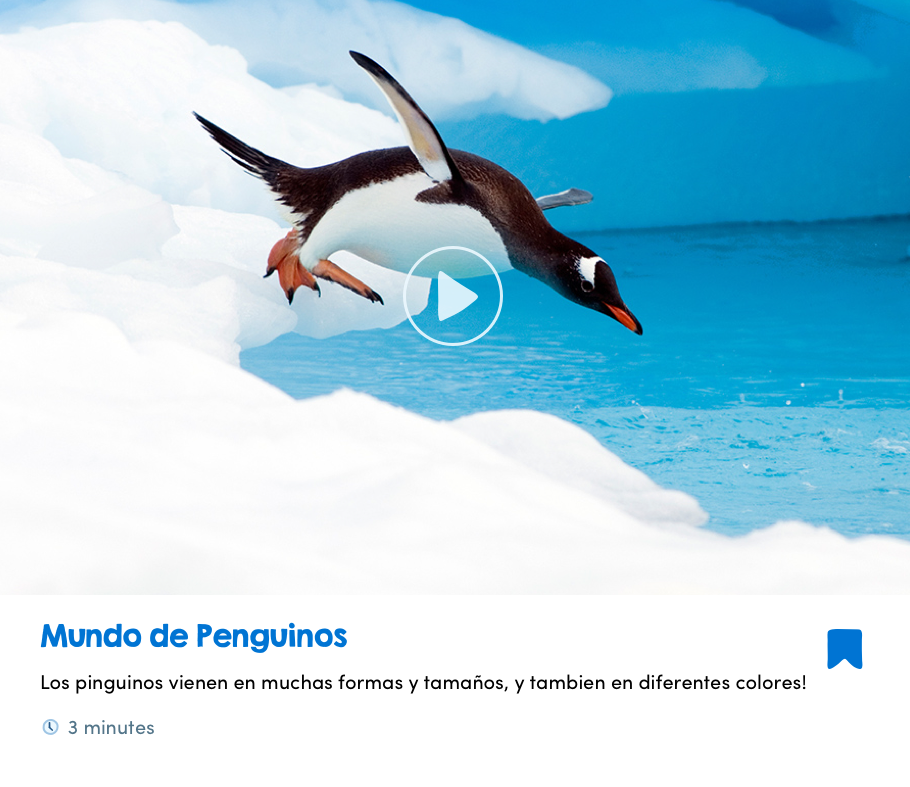 Mundo de Penguinos
Los pinguinos vienen en muchas formas y tamaños, y tambien en diferentes colores!
3 minutes